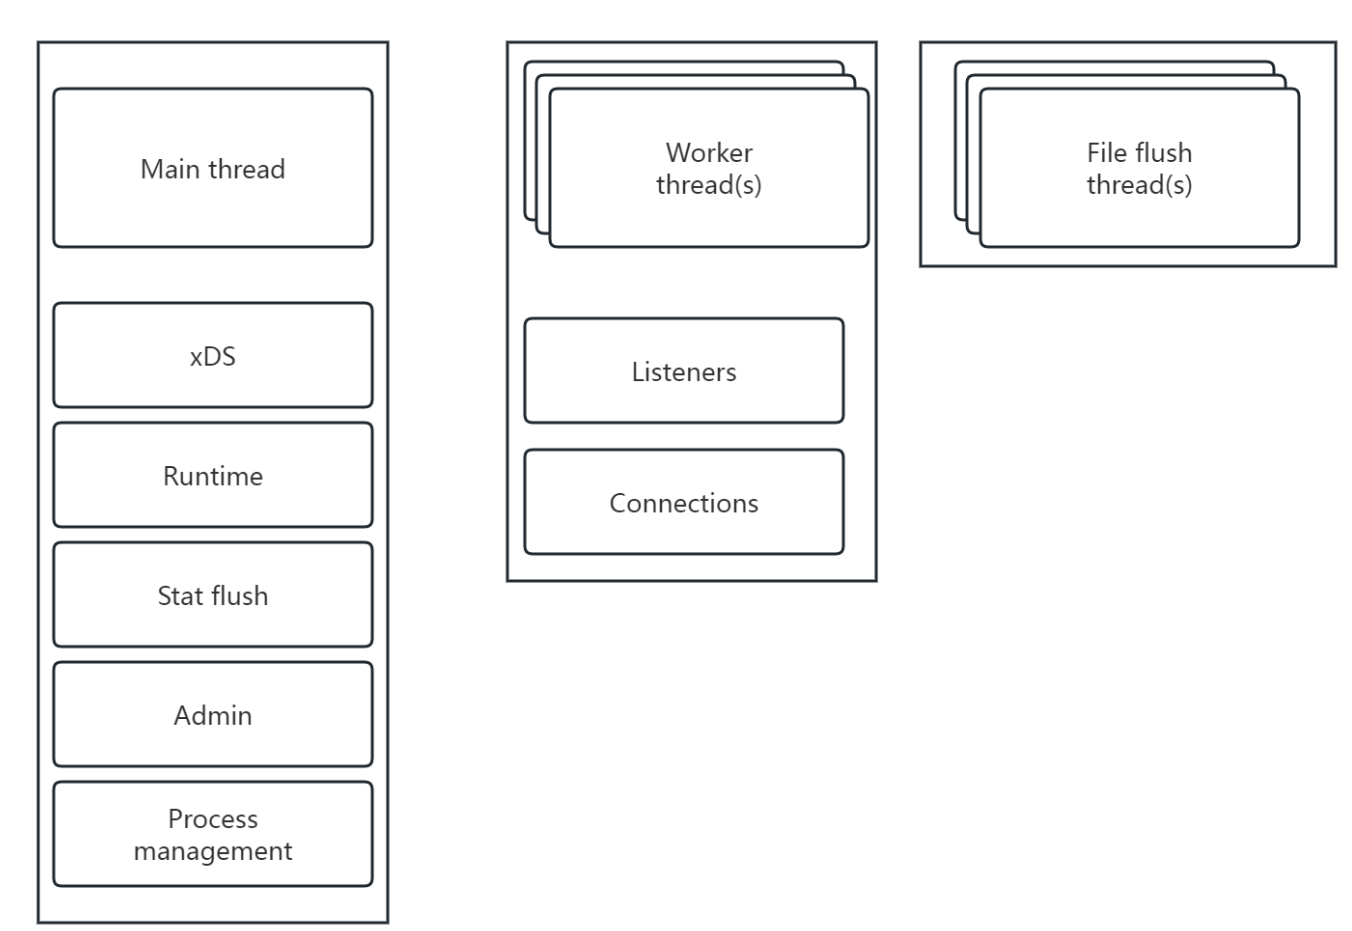 Main thread
xDS
Runtime
Stat flush
Admin
Process
management
Worker
thread(s)
Listeners
Connections
File flush
thread(s)